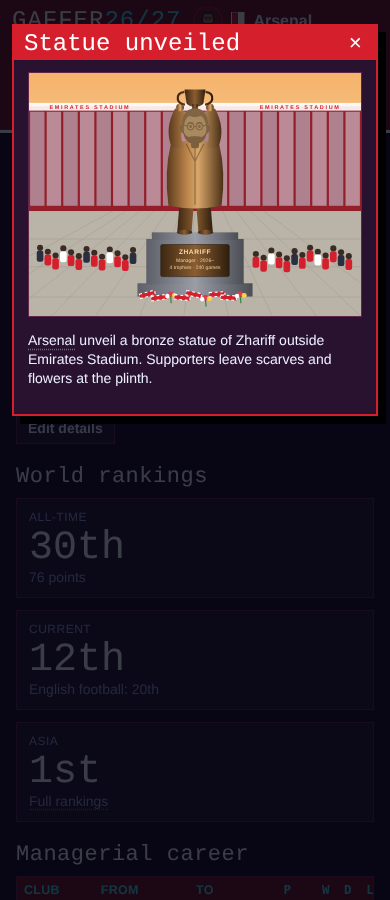 GAFFER26/27
Arsenal
Statue unveiled
×
EMIRATES STADIUM
EMIRATES STADIUM
ZHARIFF
Manager · 2026–
4 trophies · 240 games
Arsenal unveil a bronze statue of Zhariff outside
Emirates Stadium. Supporters leave scarves and
flowers at the plinth.
Edit details
World rankings
ALL-TIME
30th
76 points
CURRENT
12th
English football: 20th
ASIA
1st
Full rankings
Managerial career
CLUB FROM TO P W D L